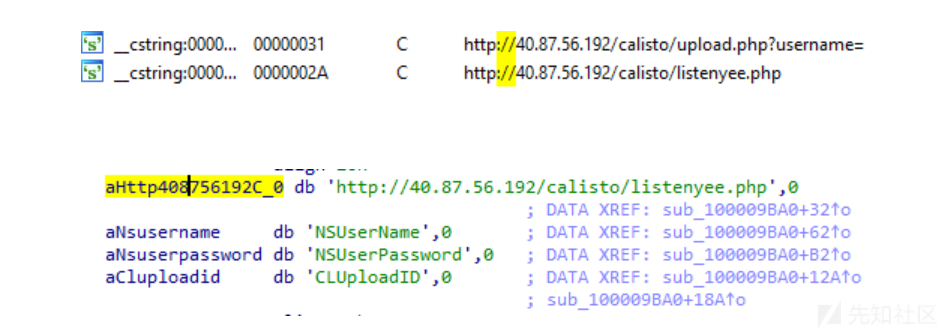 's' __cstring:0000... 00000031 C http://40.87.56.192/calisto/upload.php?username=
's' __cstring:0000... 0000002A C http://40.87.56.192/calisto/listenyee.php
aHttp408756192C_0 db 'http://40.87.56.192/calisto/listenyee.php',0
; DATA XREF: sub_100009BA0+32↑o
aNsusername db 'NSUserName',0 ; DATA XREF: sub_100009BA0+62↑o
aNsuserpassword db 'NSUserPassword',0 ; DATA XREF: sub_100009BA0+B2↑o
aCluploadid db 'CLUploadID',0 ; DATA XREF: sub_100009BA0+12A↑o
; sub_100009BA0+18A↑o
先知社区